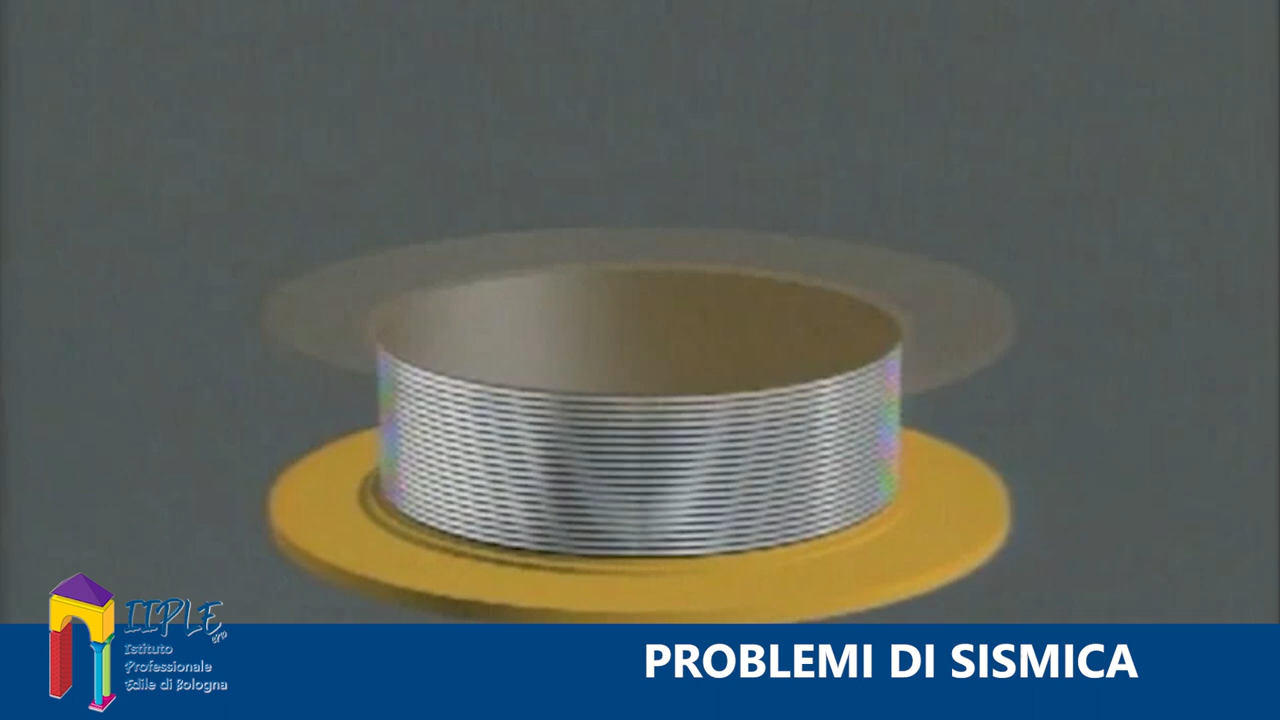 IIPLE
Istituto
Professionale
Edile di Bologna
PROBLEMI DI SISMICA